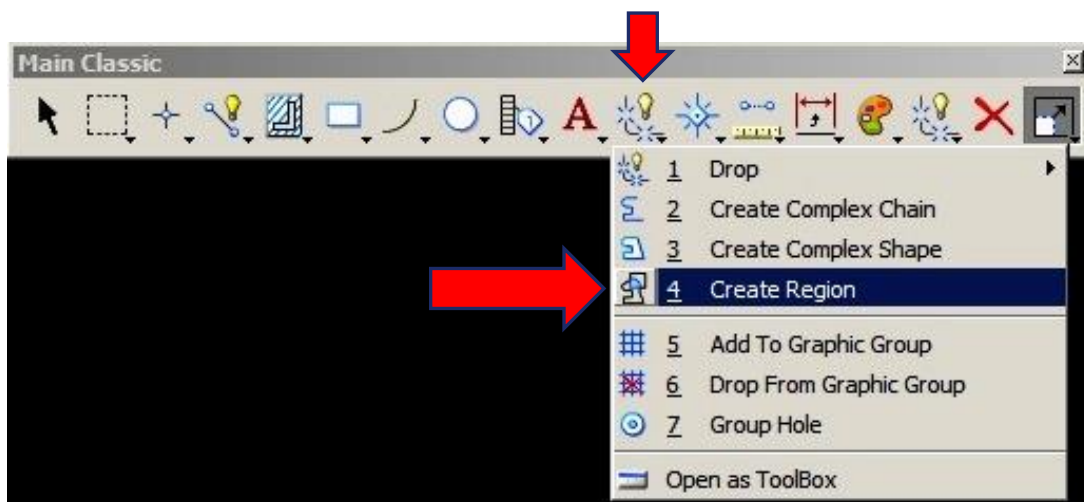 Main Classic
1 Drop
2 Create Complex Chain
3 Create Complex Shape
4 Create Region
5 Add To Graphic Group
6 Drop From Graphic Group
7 Group Hole
Open as ToolBox